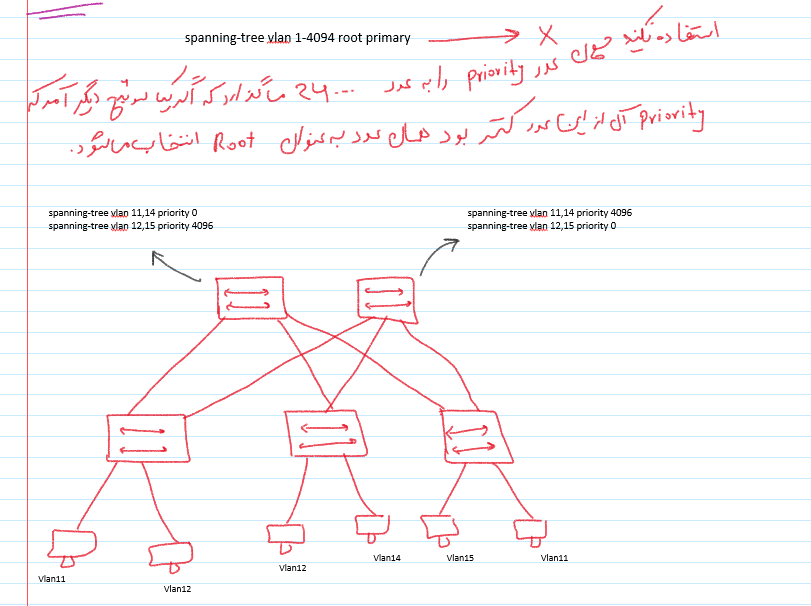 spanning-tree vlan 1-4094 root primary X استفاده نکنید چون عدد
priority را به عدد ...24 میگذارد که اگر یک سوئیچ دیگر آمد که
priority آن از این عدد کمتر بود همان عدد به عنوان Root انتخاب می‌شود.
spanning-tree vlan 11,14 priority 0
spanning-tree vlan 12,15 priority 4096
spanning-tree vlan 11,14 priority 4096
spanning-tree vlan 12,15 priority 0
Vlan11
Vlan12
Vlan12
Vlan14
Vlan15
Vlan11